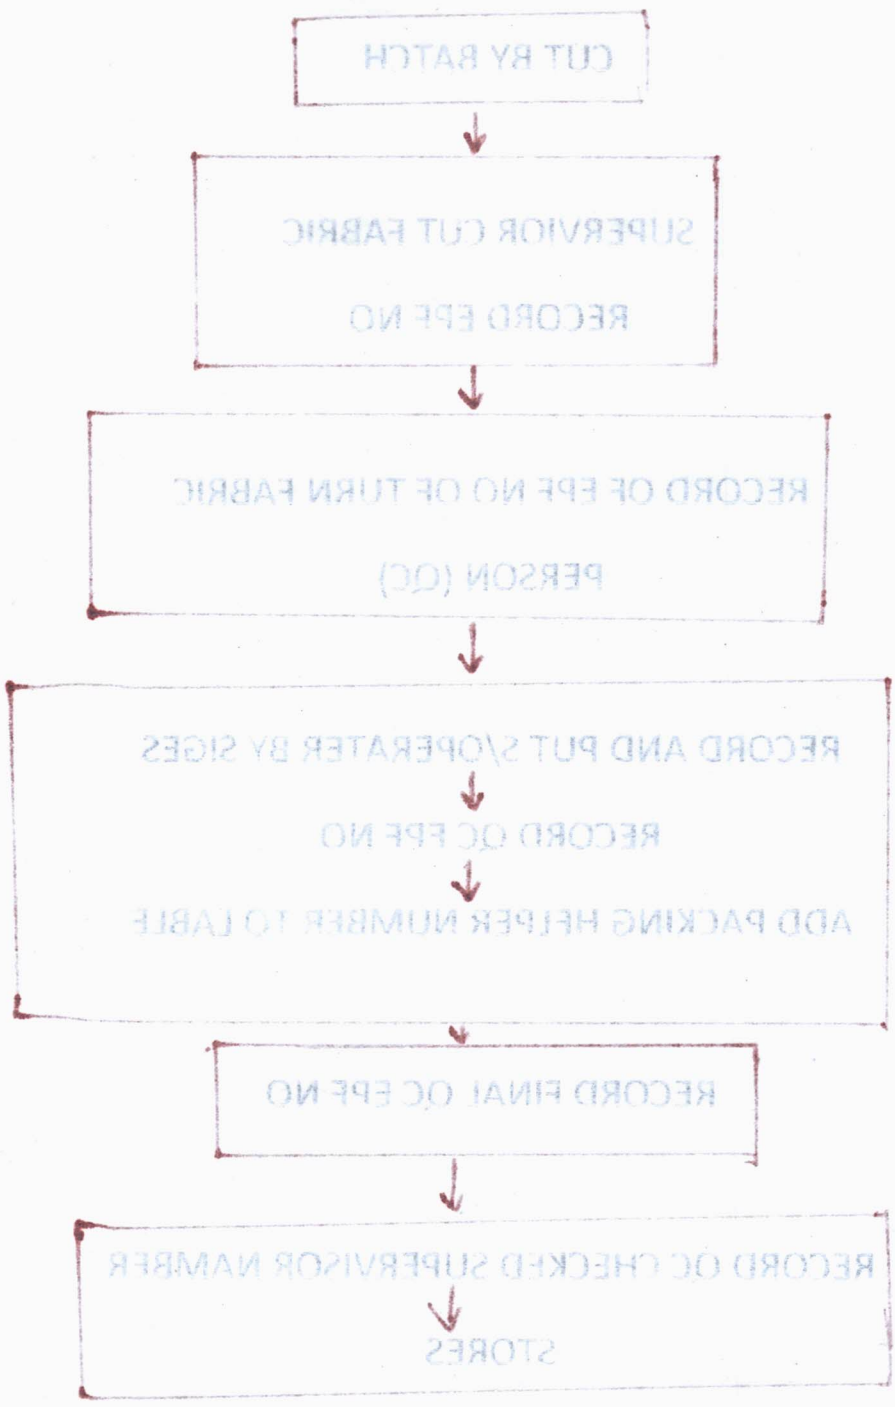 CUT BY BATCH
SUPERVIOR CUT FABRIC
RECORD EPF NO
RECORD OF EPF NO OF TURN FABRIC
PERSON (QC)
RECORD AND PUT S/OPERATER BY SIGES
RECORD QC EPF NO
ADD PACKING HELPER NUMBER TO LABLE
RECORD FINAL QC EPF NO
RECORD QC CHECKED SUPERVISOR NAMBER
STORES